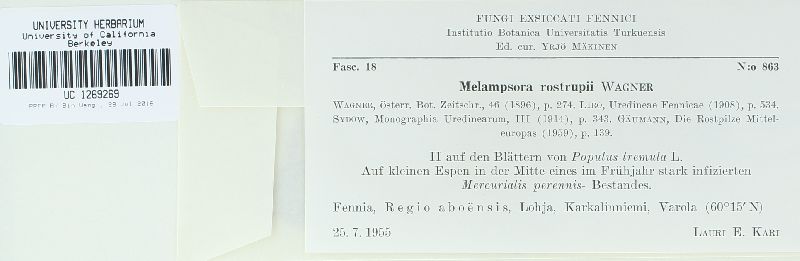 UNIVERSITY HERBARIUM
University of California
Berkeley
UC 1269269
FUNGI EXSICCATI FENNICI
Institutio Botanica Universitatis Turkuensis
Ed. cur. YRJÖ MÄKINEN
Fasc. 18 N:o 863
Melampsora rostrupii WAGNER
WAGNER, Österr. Bot. Zeitschr., 46 (1896), p. 274. LIRO, Uredineae Fennicae (1908), p. 534.
SYDOW, Monographia Uredinearum, III (1914), p. 343. GÄUMANN, Die Rostpilze Mittel-
europas (1959), p. 139.
II auf den Blättern von Populus tremula L.
Auf kleinen Espen in der Mitte eines im Frühjahr stark infizierten
Mercurialis perennis- Bestandes.
Fennia, Regio aboënsis, Lohja, Karkalinniemi, Varola (60°15′ N)
25. 7. 1955 LAURI E. KARI